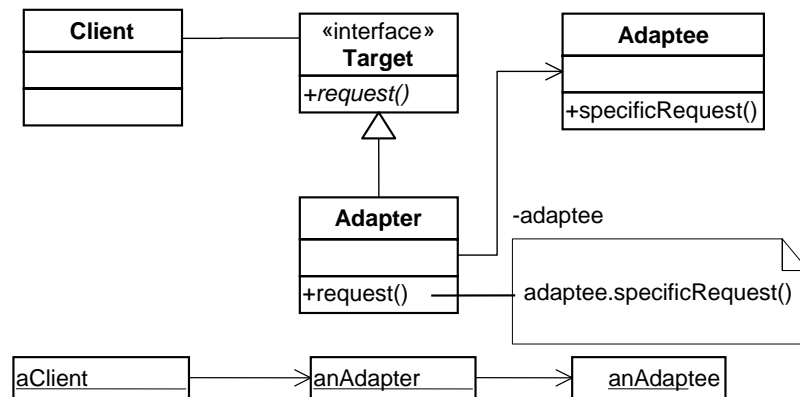 Client
«interface»
Target
+request()
Adaptee
+specificRequest()
Adapter
+request()
-adaptee
adaptee.specificRequest()
aClient
anAdapter
anAdaptee